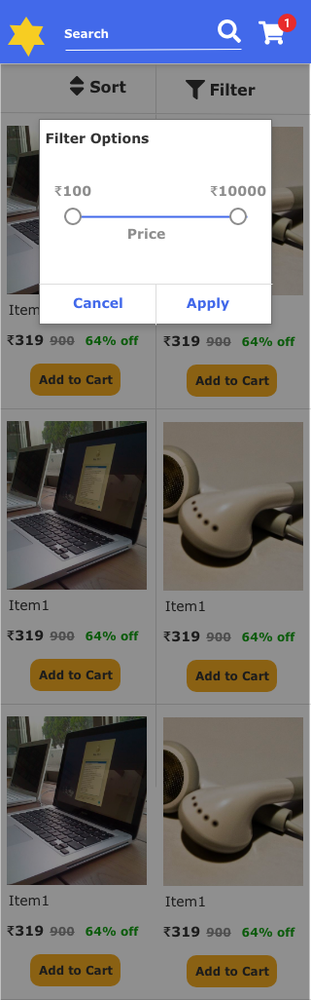 Search
1
Sort
Filter
Filter Options
₹100 ₹10000
Price
Cancel Apply
Item
₹319 900 64% off ₹319 900 64% off
Add to Cart Add to Cart
Item1 Item1
₹319 900 64% off ₹319 900 64% off
Add to Cart Add to Cart
Item1 Item1
₹319 900 64% off ₹319 900 64% off
Add to Cart Add to Cart